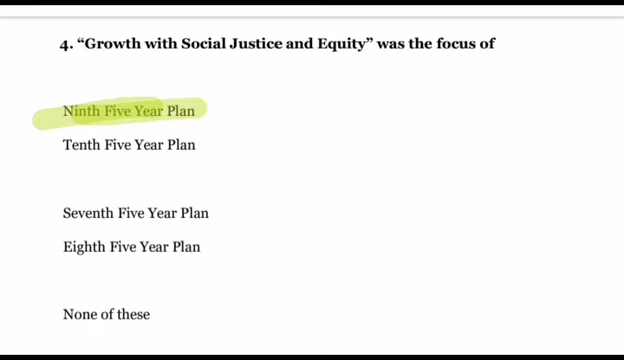 4. “Growth with Social Justice and Equity” was the focus of
Ninth Five Year Plan
Tenth Five Year Plan
Seventh Five Year Plan
Eighth Five Year Plan
None of these